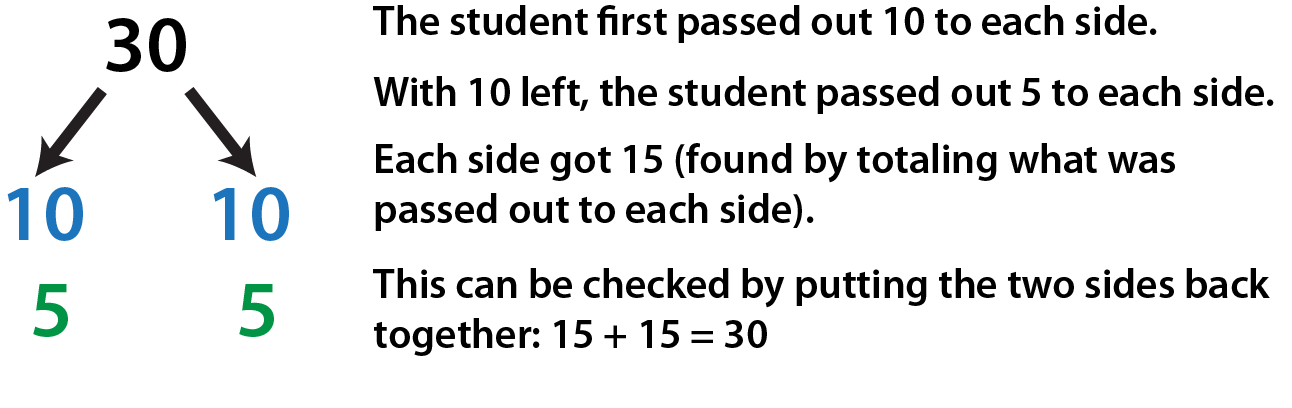 30
10 10
5 5
The student first passed out 10 to each side.
With 10 left, the student passed out 5 to each side.
Each side got 15 (found by totaling what was
passed out to each side).
This can be checked by putting the two sides back
together: 15 + 15 = 30